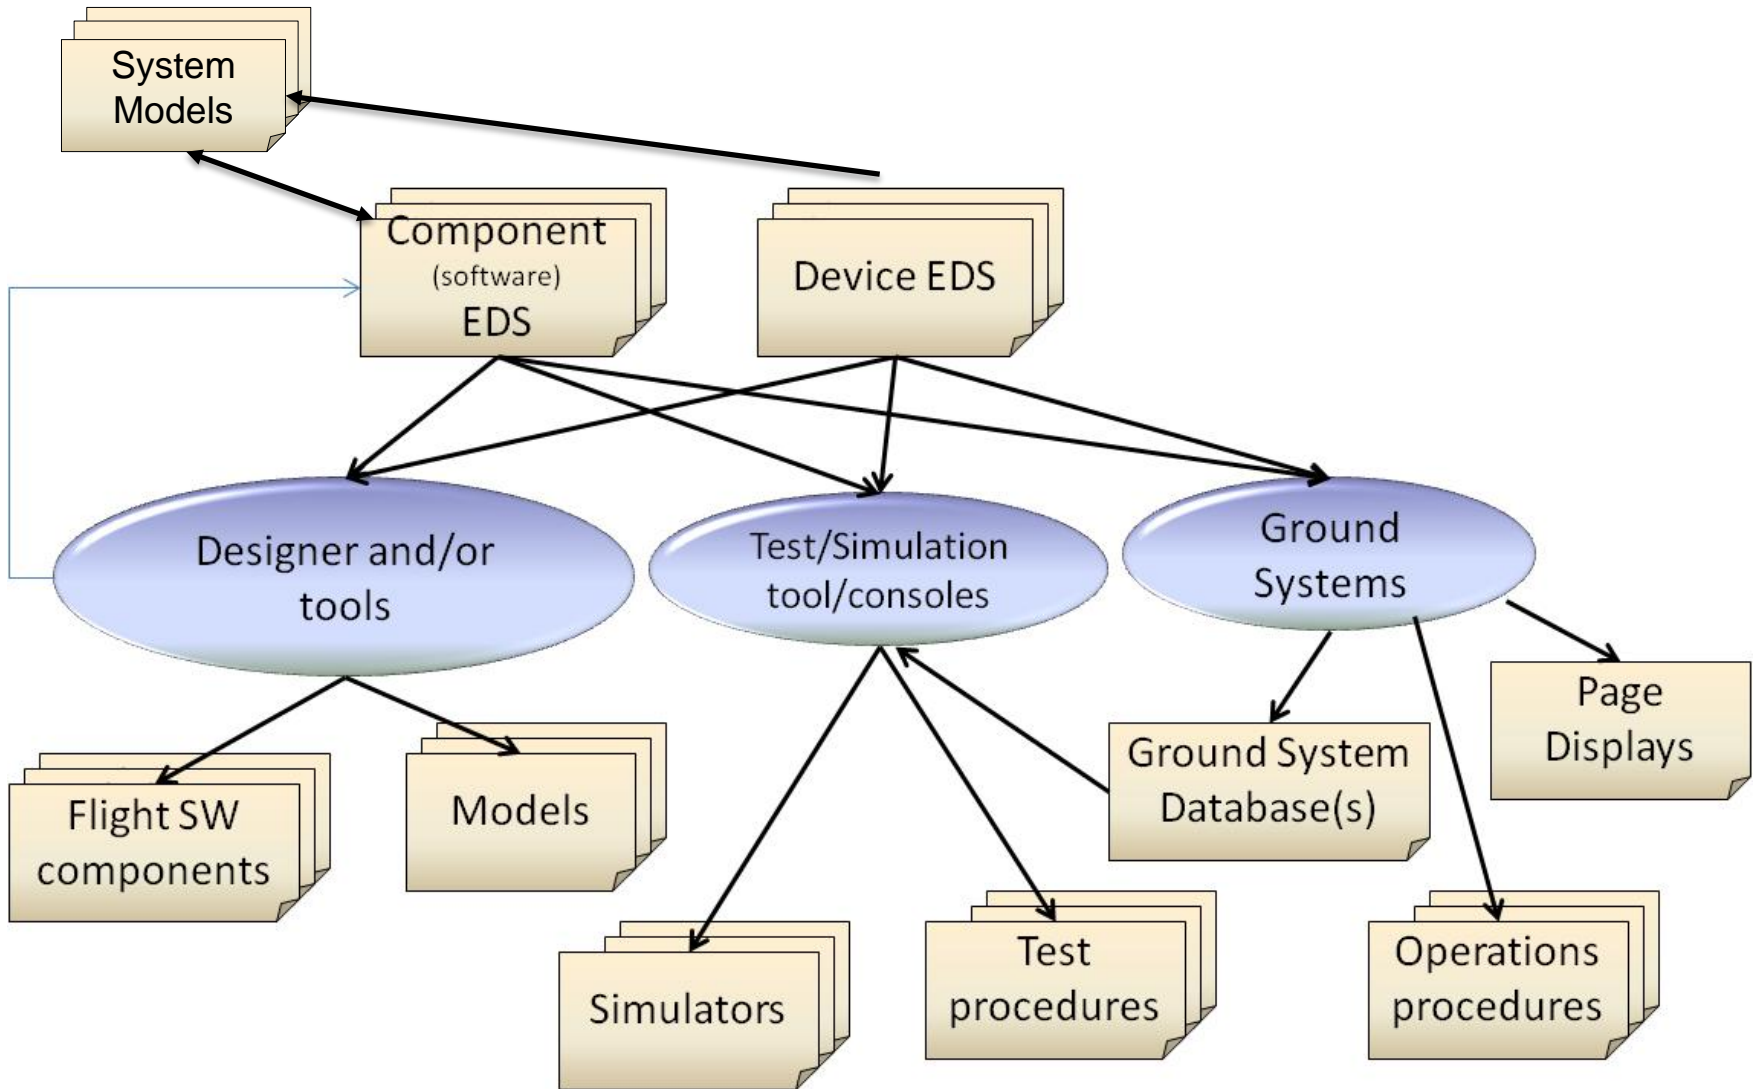 System
Models
Component
(software)
EDS
Device EDS
Designer and/or
tools
Test/Simulation
tool/consoles
Ground
Systems
Page
Displays
Ground System
Database(s)
Flight SW
components
Models
Simulators
Test
procedures
Operations
procedures